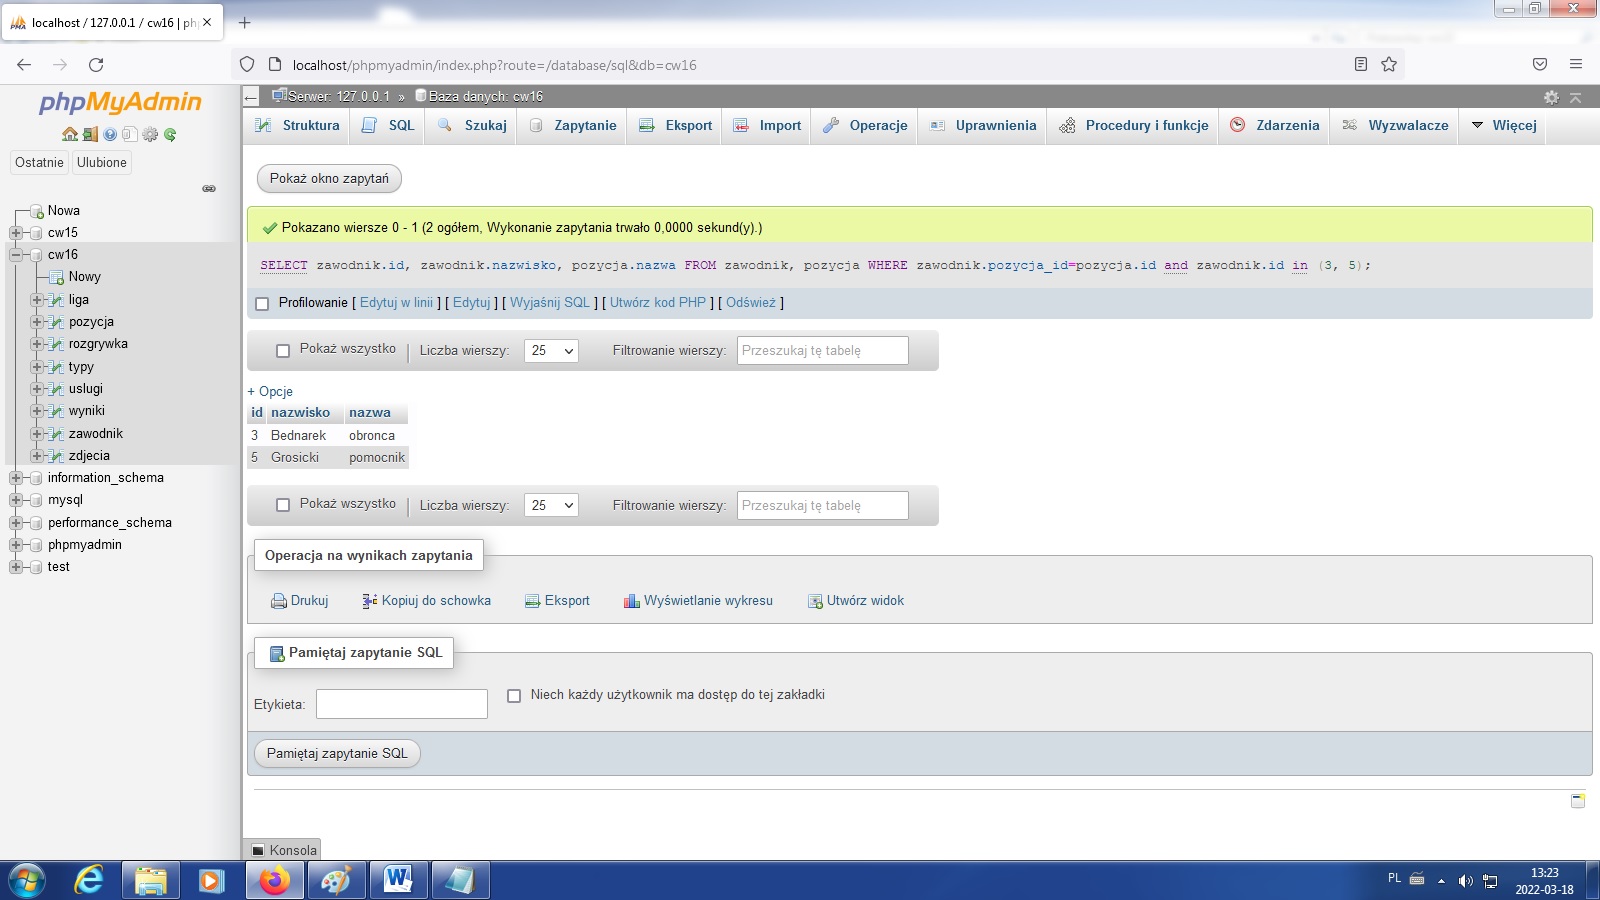 localhost / 127.0.0.1 / cw16 | ph
localhost/phpmyadmin/index.php?route=/database/sql&db=cw16
phpMyAdmin
Ostatnie Ulubione
Nowa
cw15
cw16
Nowy
liga
pozycja
rozgrywka
typy
uslugi
wyniki
zawodnik
zdjecia
information_schema
mysql
performance_schema
phpmyadmin
test
Serwer: 127.0.0.1 » Baza danych: cw16
Struktura SQL Szukaj Zapytanie Eksport Import Operacje Uprawnienia Procedury i funkcje Zdarzenia Wyzwalacze Więcej
Pokaż okno zapytań
Pokazano wiersze 0 - 1 (2 ogółem, Wykonanie zapytania trwało 0,0000 sekund(y).)
SELECT zawodnik.id, zawodnik.nazwisko, pozycja.nazwa FROM zawodnik, pozycja WHERE zawodnik.pozycja_id=pozycja.id and zawodnik.id in (3, 5);
Profilowanie [ Edytuj w linii ] [ Edytuj ] [ Wyjaśnij SQL ] [ Utwórz kod PHP ] [ Odśwież ]
Pokaż wszystko | Liczba wierszy: 25 Filtrowanie wierszy: Przeszukaj tę tabelę
+ Opcje
id nazwisko nazwa
3 Bednarek obronca
5 Grosicki pomocnik
Pokaż wszystko | Liczba wierszy: 25 Filtrowanie wierszy: Przeszukaj tę tabelę
Operacja na wynikach zapytania
Drukuj Kopiuj do schowka Eksport Wyświetlanie wykresu Utwórz widok
Pamiętaj zapytanie SQL
Etykieta: Niech każdy użytkownik ma dostęp do tej zakładki
Pamiętaj zapytanie SQL
Konsola
PL
13:23
2022-03-18